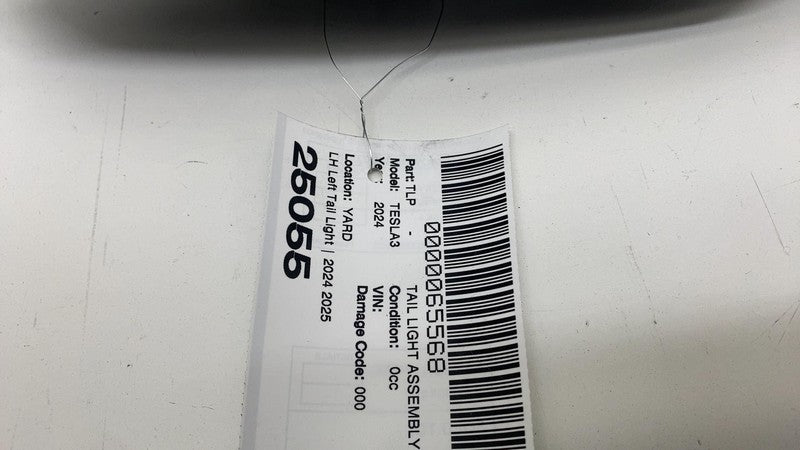 0000065568
Part: TLP - TAIL LIGHT ASSEMBLY
Model: TESLA3 Condition: 0cc
Year: 2024 VIN:
Location: YARD Damage Code: 000
LH Left Tail Light | 2024 2025
25055